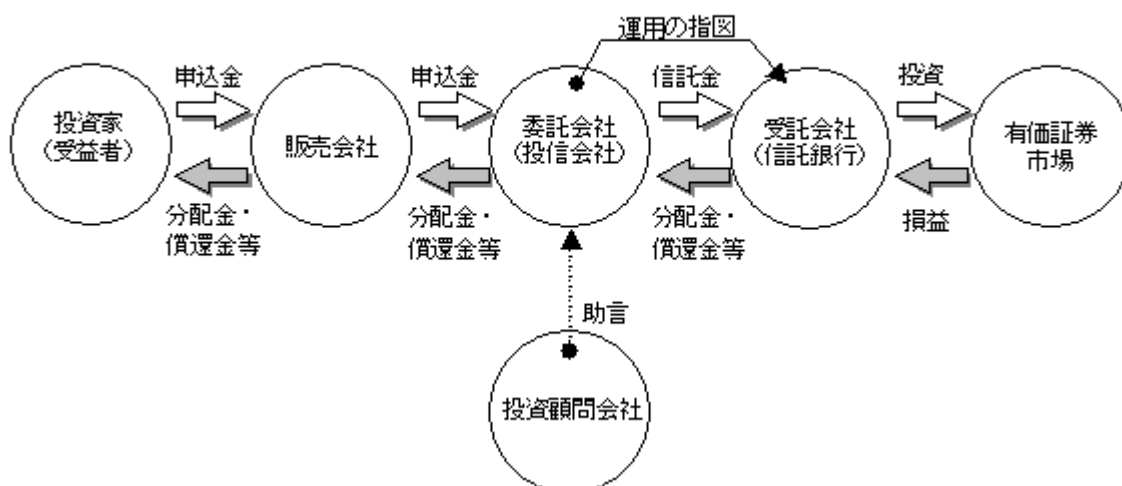 運用の指図
申込金
申込金
信託金
投資
投資家
（受益者）
販売会社
委託会社
（投信会社）
受託会社
（信託銀行）
有価証券
市場
分配金・
償還金等
分配金・
償還金等
分配金・
償還金等
損益
助言
投資顧問会社